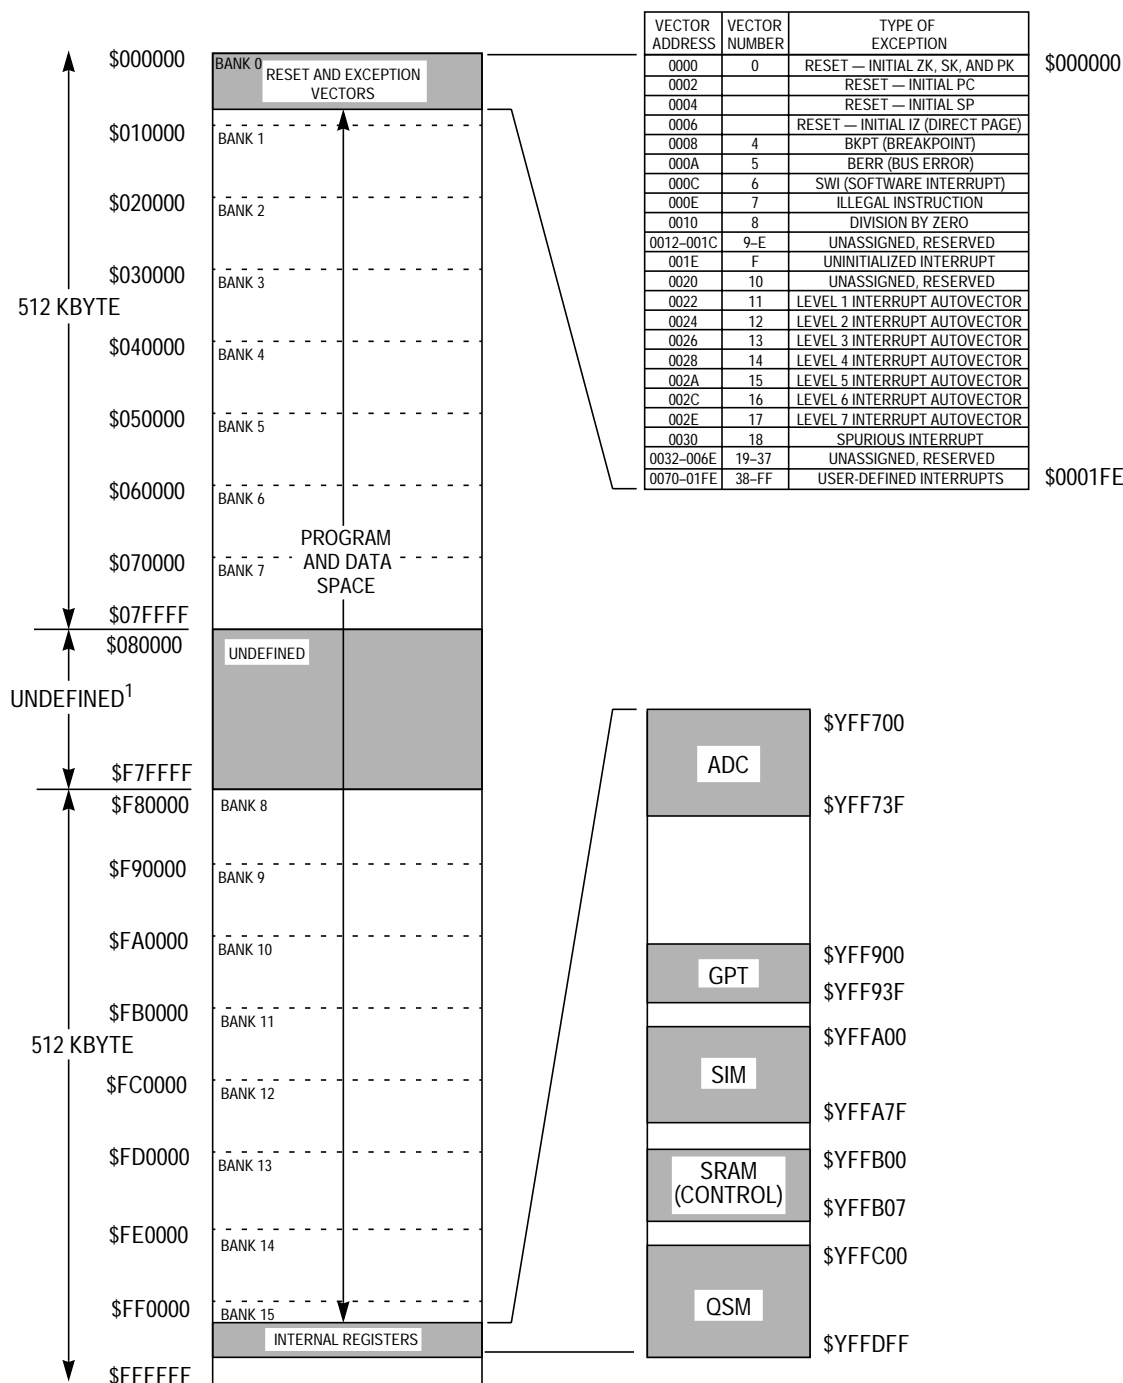 VECTOR ADDRESS VECTOR NUMBER TYPE OF EXCEPTION
0000 0 RESET — INITIAL ZK, SK, AND PK
0002 RESET — INITIAL PC
0004 RESET — INITIAL SP
0006 RESET — INITIAL IZ (DIRECT PAGE)
0008 4 BKPT (BREAKPOINT)
000A 5 BERR (BUS ERROR)
000C 6 SWI (SOFTWARE INTERRUPT)
000E 7 ILLEGAL INSTRUCTION
0010 8 DIVISION BY ZERO
0012–001C 9–E UNASSIGNED, RESERVED
001E F UNINITIALIZED INTERRUPT
0020 10 UNASSIGNED, RESERVED
0022 11 LEVEL 1 INTERRUPT AUTOVECTOR
0024 12 LEVEL 2 INTERRUPT AUTOVECTOR
0026 13 LEVEL 3 INTERRUPT AUTOVECTOR
0028 14 LEVEL 4 INTERRUPT AUTOVECTOR
002A 15 LEVEL 5 INTERRUPT AUTOVECTOR
002C 16 LEVEL 6 INTERRUPT AUTOVECTOR
002E 17 LEVEL 7 INTERRUPT AUTOVECTOR
0030 18 SPURIOUS INTERRUPT
0032–006E 19–37 UNASSIGNED, RESERVED
0070–01FE 38–FF USER-DEFINED INTERRUPTS
$000000
$0001FE
$000000
BANK 0
RESET AND EXCEPTION
VECTORS
$010000
BANK 1
$020000
BANK 2
$030000
BANK 3
512 KBYTE
$040000
BANK 4
$050000
BANK 5
$060000
BANK 6
PROGRAM
AND DATA
SPACE
$070000
BANK 7
$07FFFF
$080000
UNDEFINED
UNDEFINED1
$F7FFFF
$F80000
BANK 8
$F90000
BANK 9
$FA0000
BANK 10
$FB0000
BANK 11
512 KBYTE
$FC0000
BANK 12
$FD0000
BANK 13
$FE0000
BANK 14
$FF0000
BANK 15
INTERNAL REGISTERS
$FFFFFF
$YFF700
ADC
$YFF73F
$YFF900
GPT
$YFF93F
$YFFA00
SIM
$YFFA7F
$YFFB00
SRAM
(CONTROL)
$YFFB07
$YFFC00
QSM
$YFFDFF